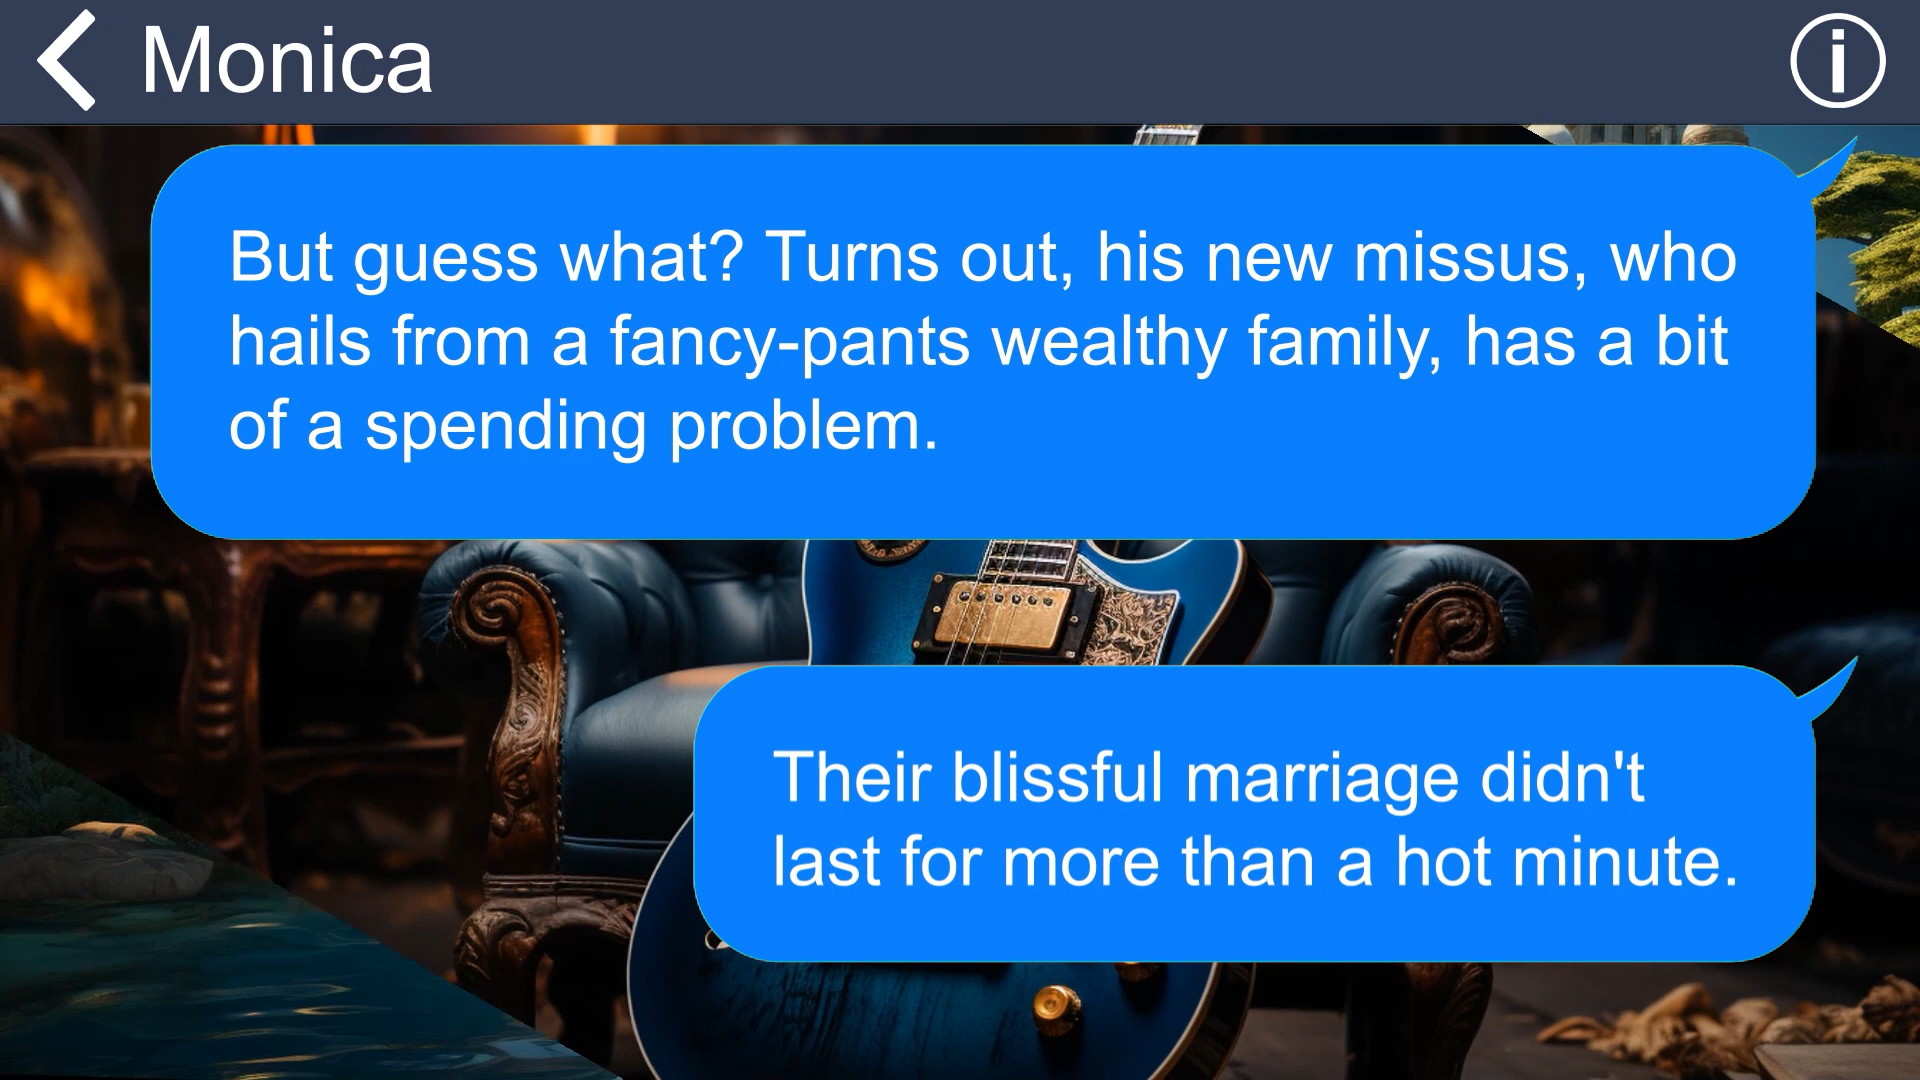 Monica
But guess what? Turns out, his new missus, who
hails from a fancy-pants wealthy family, has a bit
of a spending problem.
Their blissful marriage didn't
last for more than a hot minute.